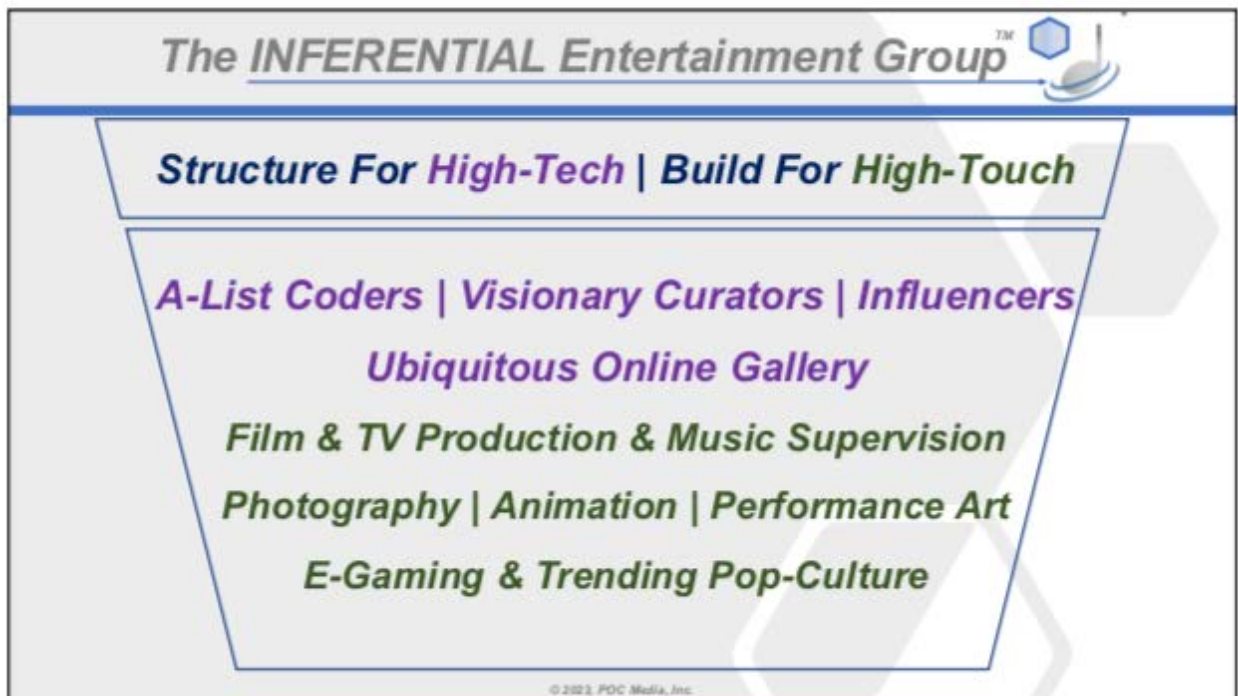 The INFERENTIAL Entertainment Group™
Structure For High-Tech | Build For High-Touch
A-List Coders | Visionary Curators | Influencers
Ubiquitous Online Gallery
Film & TV Production & Music Supervision
Photography | Animation | Performance Art
E-Gaming & Trending Pop-Culture
© 2023, POC Media, Inc.